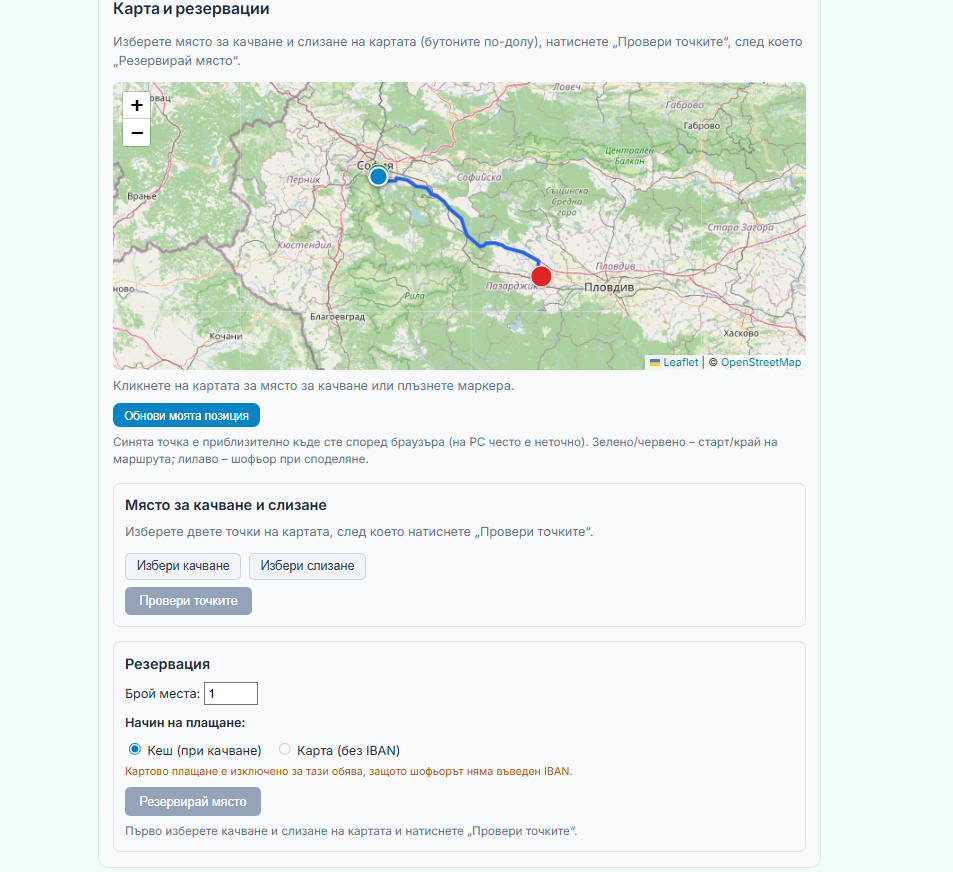 Карта и резервации
Изберете място за качване и слизане на картата (бутоните по-долу), натиснете „Провери точките“, след което
„Резервирай място“.
+
−
овац
Ловеч
Габрово
Габрово
Централен
Балкан
София
Софийска
Перник
Врање
Същинска
Средна
гора
Стара Загора
Кюстендил
Пловдив
Пазарджик
Пловдив
ново
Рила
Благоевград
Кочани
Хасково
Leaflet | © OpenStreetMap
Кликнете на картата за място за качване или плъзнете маркера.
Обнови моята позиция
Синята точка е приблизително къде сте според браузъра (на PC често е неточно). Зелено/червено – старт/край на
маршрута; лилаво – шофьор при споделяне.
Място за качване и слизане
Изберете двете точки на картата, след което натиснете „Провери точките“.
Избери качване
Избери слизане
Провери точките
Резервация
Брой места: 1
Начин на плащане:
Кеш (при качване) Карта (без IBAN)
Картово плащане е изключено за тази обява, защото шофьорът няма въведен IBAN.
Резервирай място
Първо изберете качване и слизане на картата и натиснете „Провери точките“.